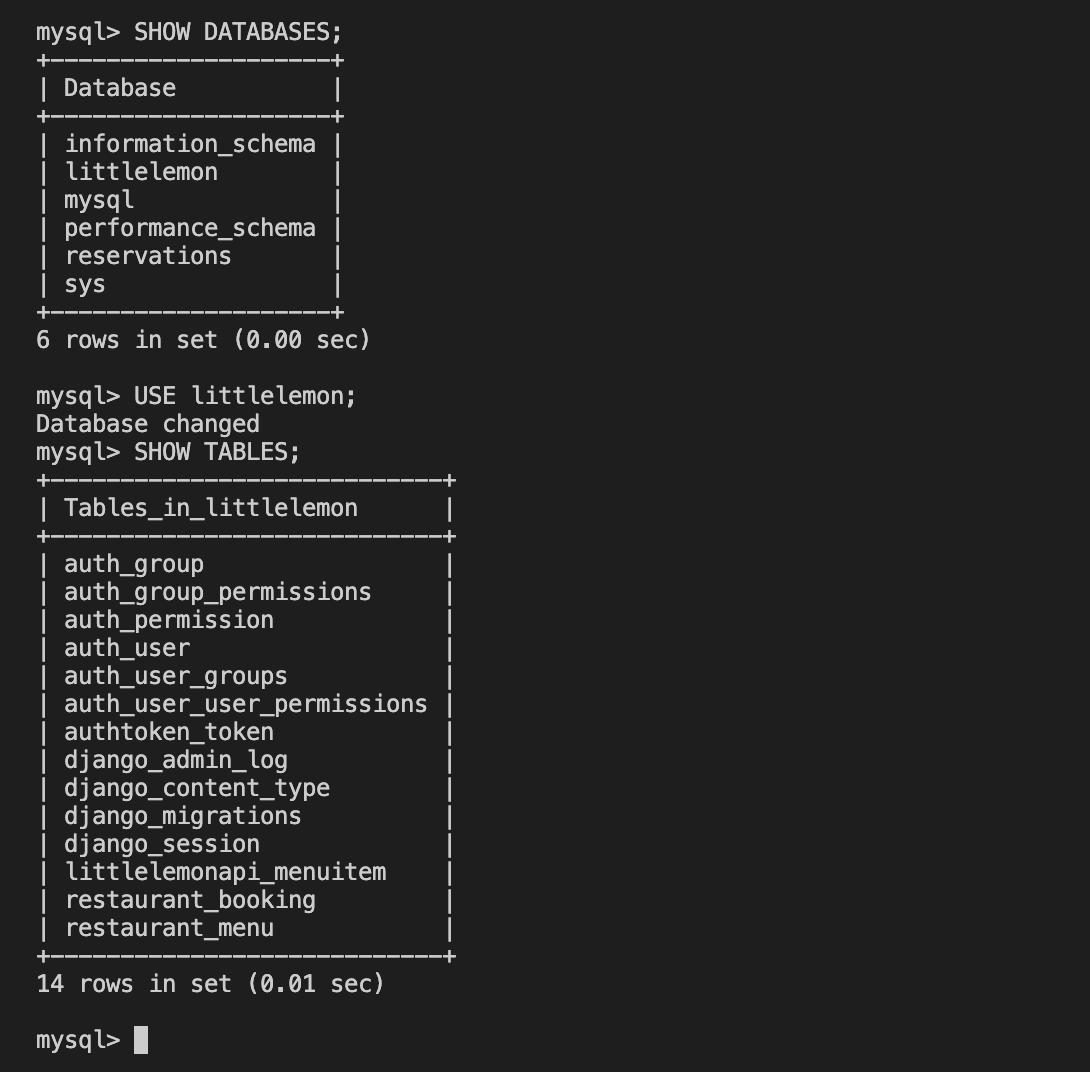 mysql> SHOW DATABASES;
+--------------------+
| Database           |
+--------------------+
| information_schema |
| littlelemon        |
| mysql              |
| performance_schema |
| reservations       |
| sys                |
+--------------------+
6 rows in set (0.00 sec)

mysql> USE littlelemon;
Database changed
mysql> SHOW TABLES;
+----------------------------+
| Tables_in_littlelemon      |
+----------------------------+
| auth_group                 |
| auth_group_permissions     |
| auth_permission            |
| auth_user                  |
| auth_user_groups           |
| auth_user_user_permissions |
| authtoken_token            |
| django_admin_log           |
| django_content_type        |
| django_migrations          |
| django_session             |
| littlelemonapi_menuitem    |
| restaurant_booking         |
| restaurant_menu            |
+----------------------------+
14 rows in set (0.01 sec)

mysql>